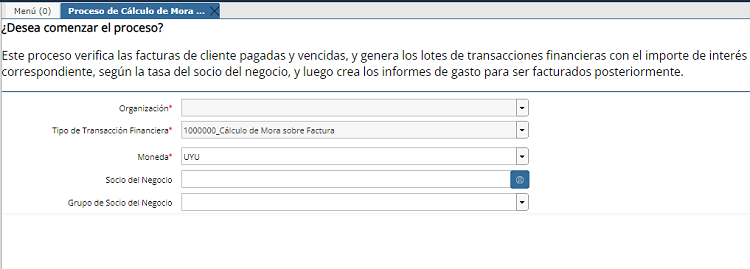 Menú (0) Proceso de Cálculo de Mora ...
¿Desea comenzar el proceso?
Este proceso verifica las facturas de cliente pagadas y vencidas, y genera los lotes de transacciones financieras con el importe de interés
correspondiente, según la tasa del socio del negocio, y luego crea los informes de gasto para ser facturados posteriormente.
Organización*
Tipo de Transacción Financiera* 1000000_Cálculo de Mora sobre Factura
Moneda* UYU
Socio del Negocio
Grupo de Socio del Negocio